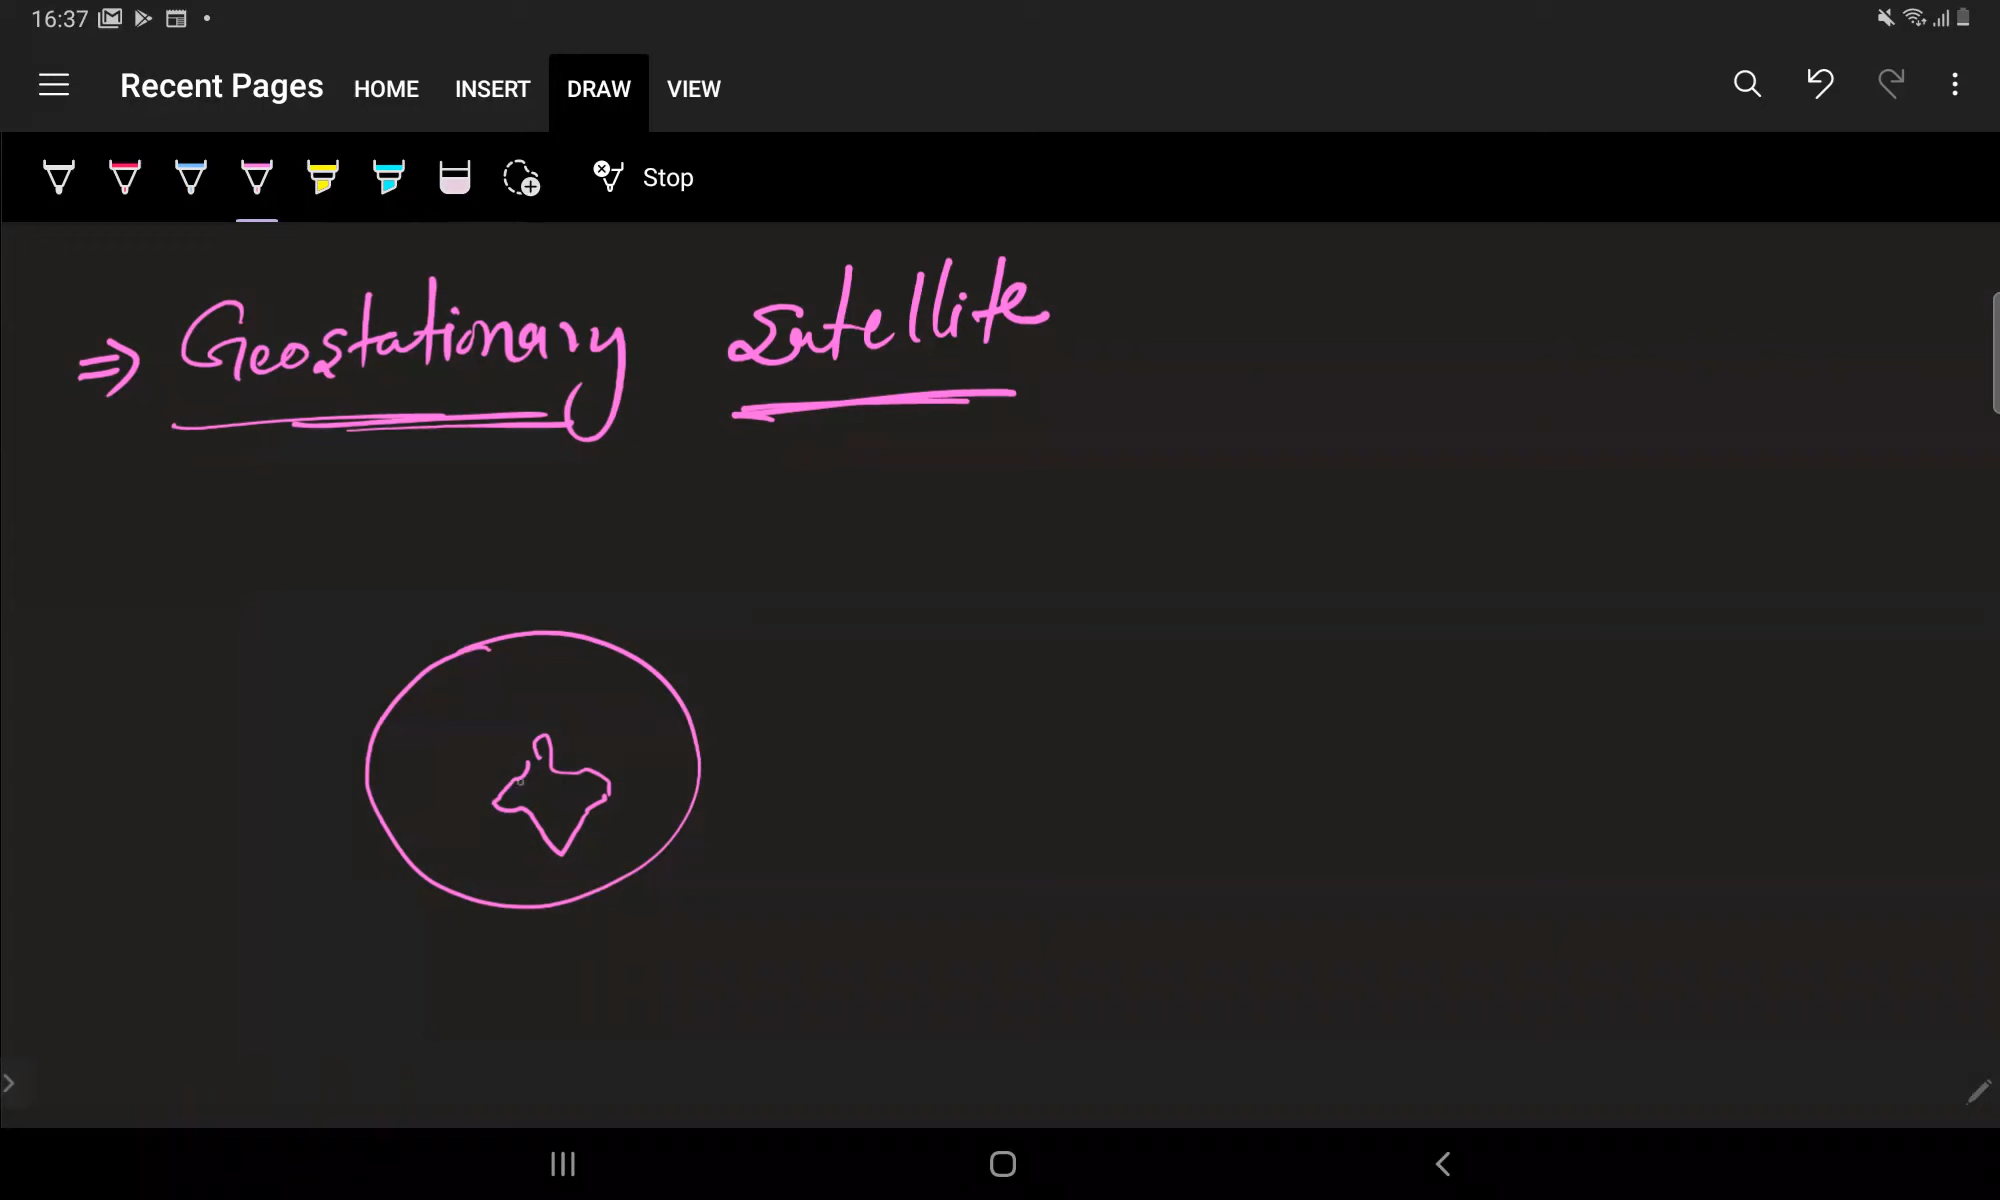 16:37
Recent Pages HOME INSERT DRAW VIEW
Stop
⇒ Geostationary Satellite